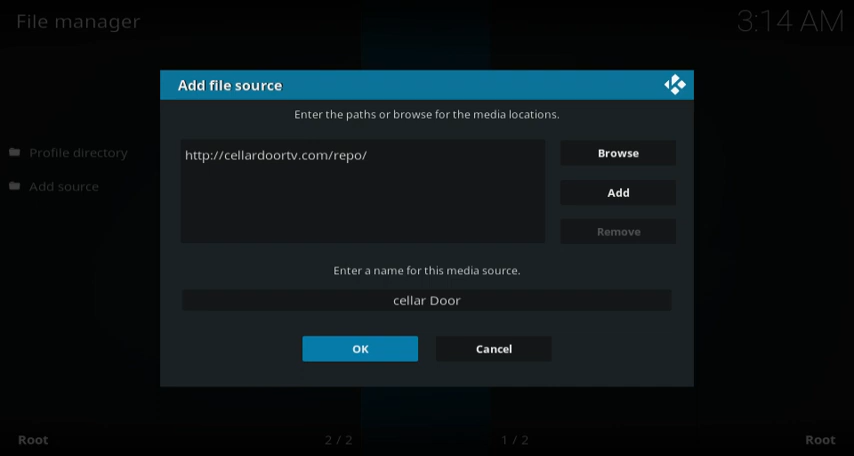 File manager
3:14 AM
Add file source
Enter the paths or browse for the media locations.
http://cellardoortv.com/repo/
Browse
Profile directory
Add source
Add
Remove
Enter a name for this media source.
cellar Door
OK
Cancel
Root
2 / 2
1 / 2
Root